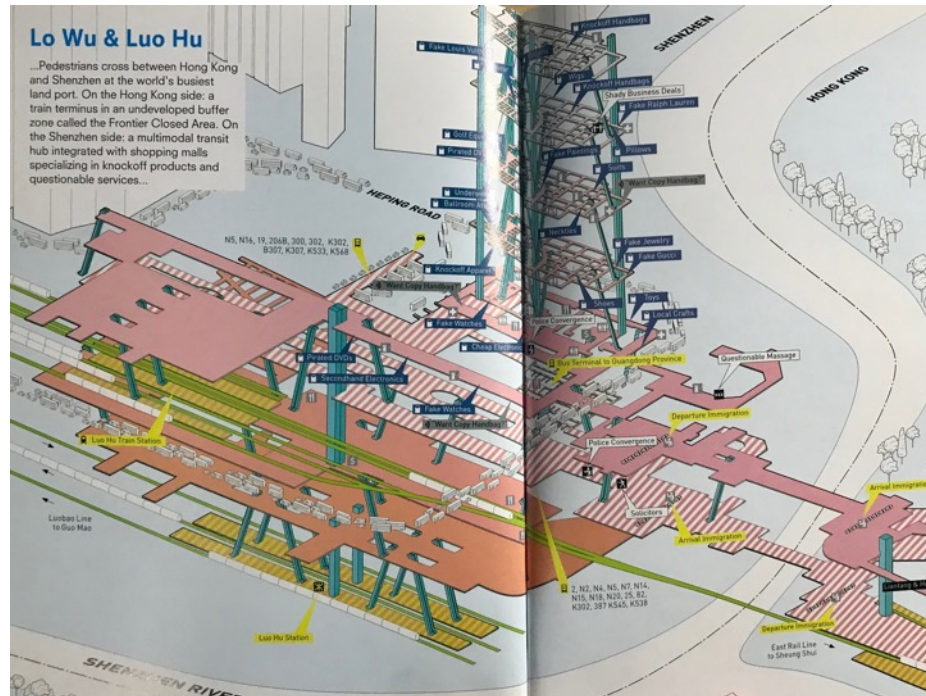 Lo Wu & Luo Hu
...Pedestrians cross between Hong Kong
and Shenzhen at the world's busiest
land port. On the Hong Kong side: a
train terminus in an undeveloped buffer
zone called the Frontier Closed Area. On
the Shenzhen side: a multimodal transit
hub integrated with shopping malls
specializing in knockoff products and
questionable services...
SHENZHEN
HONG KONG
Knockoff Handbags
Fake Louis
Wigs
Knockoff Handbags
Shady Business Deals
Fake Ralph Lauren
Golf
Pirated
Fake Paintings
Pillows
Suits
"Want Copy Handbag?"
Ballroom
Neckties
HEPING ROAD
N5, N16, 19, 206B, 300, 302, K302,
B307, K307, K533, K568
Fake Jewelry
Fake Gucci
Knockoff Apparel
"Want Copy Handbag?"
Shoes
Toys
Local Crafts
Fake Watches
Police Convergence
Cheap
Pirated DVDs
Bus Terminal to Guangdong Province
Questionable Massage
Secondhand Electronics
Fake Watches
"Want Copy Handbag?"
Departure Immigration
Police Convergence
Luo Hu Train Station
Arrival
Solicitors
Arrival Immigration
Luobao Line
to Guo Mao
2, N2, N4, N5, N7, N14,
N15, N18, N20, 25, 82,
K302, 387 K545, K538
Departure Immigration
Luo Hu Station
East Rail Line
to Sheung Shui
SHENZHEN RIVER